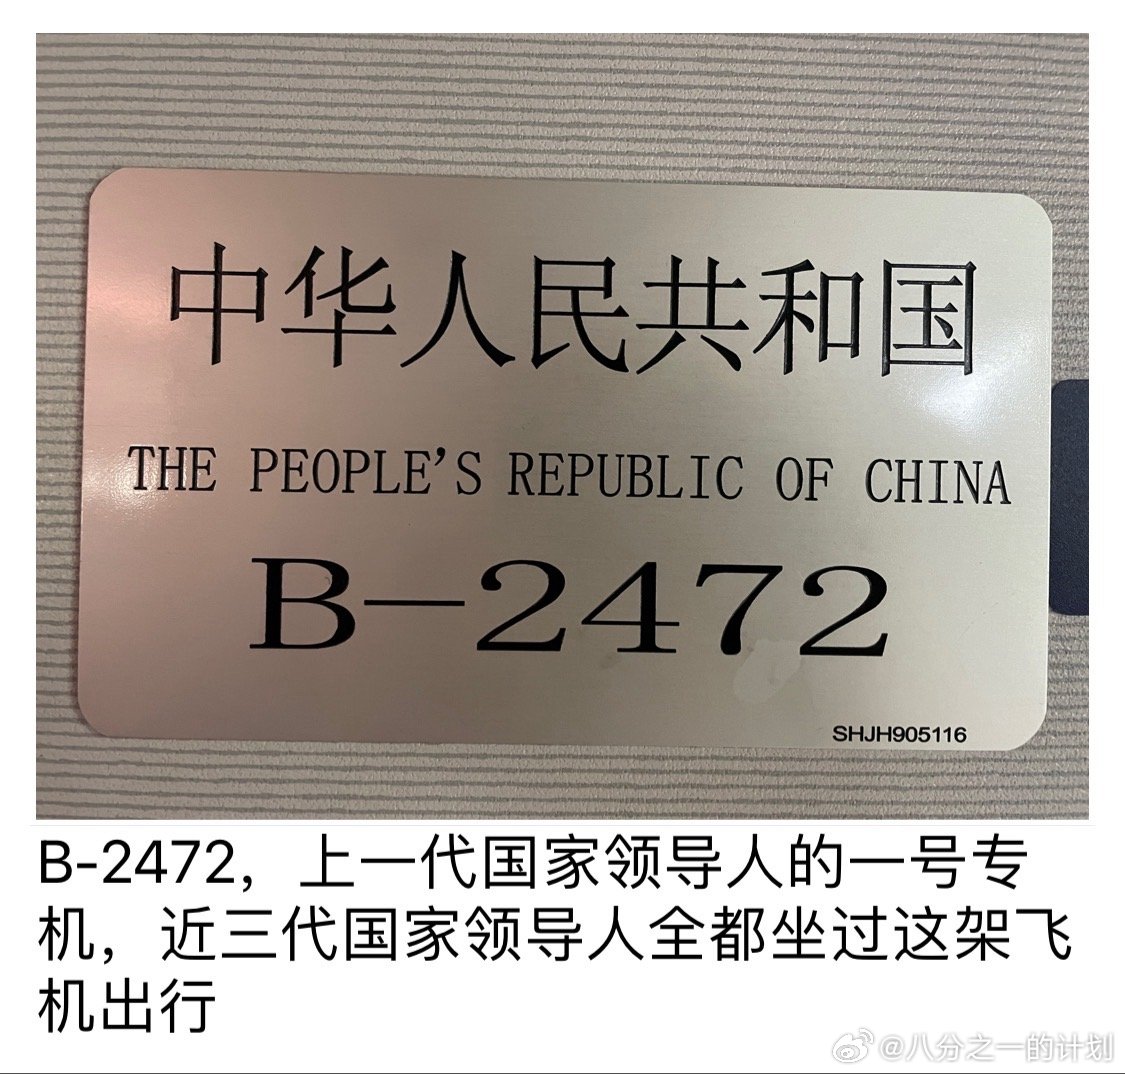 中华人民共和国
THE PEOPLE'S REPUBLIC OF CHINA
B—2472
SHJH905116
B-2472，上一代国家领导人的一号专
机，近三代国家领导人全都坐过这架飞
机出行
@八分之一的计划